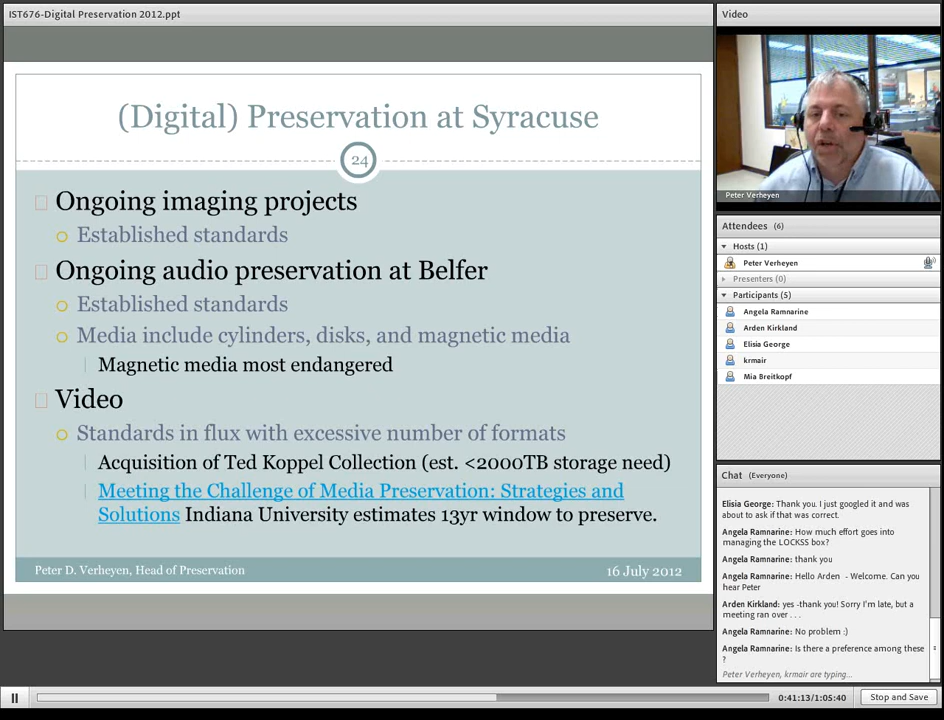 IST676-Digital Preservation 2012.ppt
(Digital) Preservation at Syracuse
24
Ongoing imaging projects
Established standards
Ongoing audio preservation at Belfer
Established standards
Media include cylinders, disks, and magnetic media
Magnetic media most endangered
Video
Standards in flux with excessive number of formats
Acquisition of Ted Koppel Collection (est. <2000TB storage need)
Meeting the Challenge of Media Preservation: Strategies and
Solutions Indiana University estimates 13yr window to preserve.
Peter D. Verheyen, Head of Preservation
16 July 2012
Video
Peter Verheyen
Attendees (6)
Hosts (1)
Peter Verheyen
Presenters (0)
Participants (5)
Angela Ramnarine
Arden Kirkland
Elisia George
krmair
Mia Breitkopf
Chat (Everyone)
Elisia George: Thank you. I just googled it and was
about to ask if that was correct.
Angela Ramnarine: How much effort goes into
managing the LOCKSS box?
Angela Ramnarine: thank you
Angela Ramnarine: Hello Arden - Welcome. Can you
hear Peter
Arden Kirkland: yes -thank you! Sorry I'm late, but a
meeting ran over . . .
Angela Ramnarine: No problem :)
Angela Ramnarine: Is there a preference among these
?
Peter Verheyen, krmair are typing...
0:41:13/1:05:40
Stop and Save